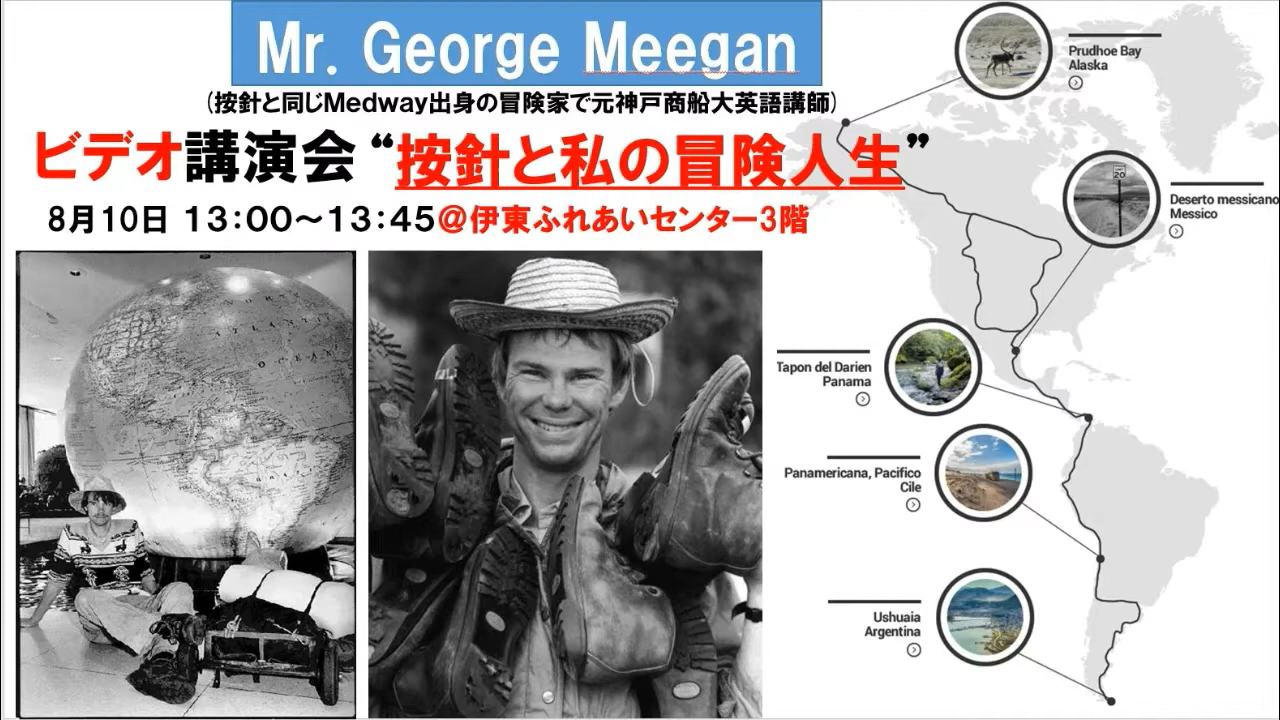 Mr. George Meegan
(按針と同じMedway出身の冒険家で元神戸商船大英語講師)
ビデオ講演会“按針と私の冒険人生”
8月10日 13:00～13:45@伊東ふれあいセンター3階
Prudhoe Bay
Alaska
Deserto messicano
Messico
20
Tapon del Darien
Panama
Panamericana, Pacifico
Cile
Ushuaia
Argentina
NORTH
ATLANTIC
OCEAN